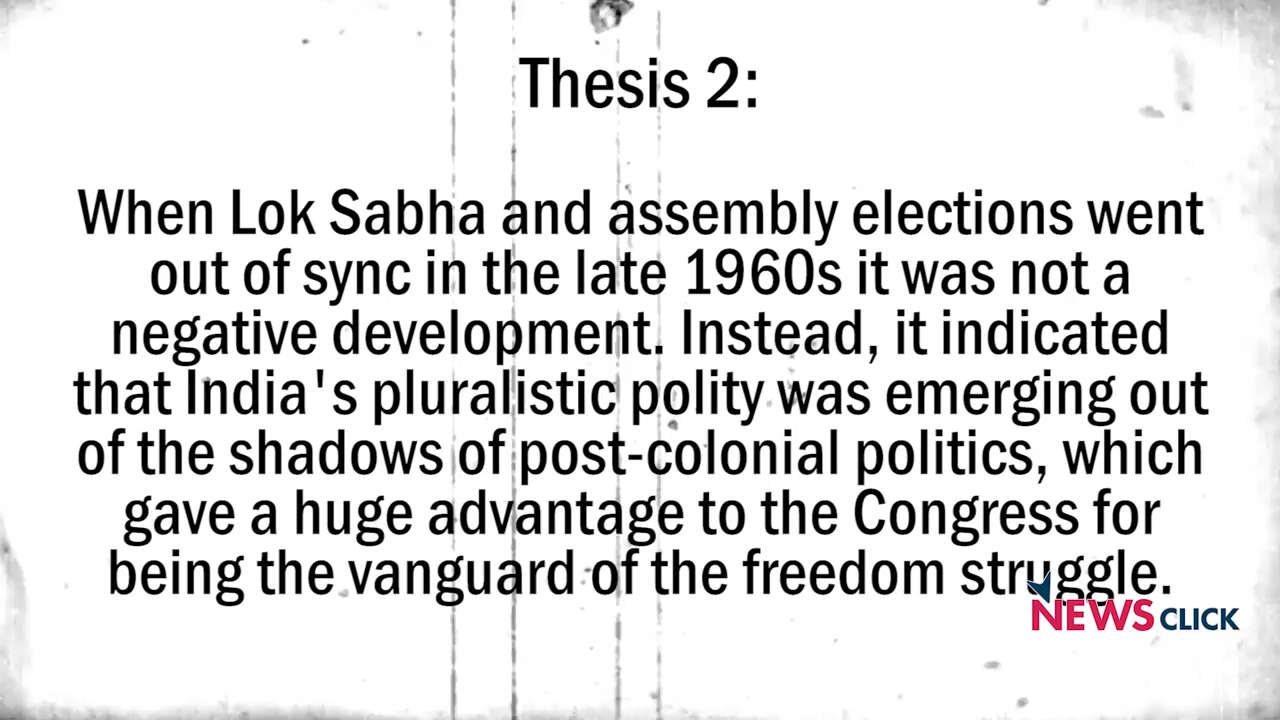 Thesis 2:
When Lok Sabha and assembly elections went
out of sync in the late 1960s it was not a
negative development. Instead, it indicated
that India's pluralistic polity was emerging out
of the shadows of post-colonial politics, which
gave a huge advantage to the Congress for
being the vanguard of the freedom struggle.
NEWSCLICK